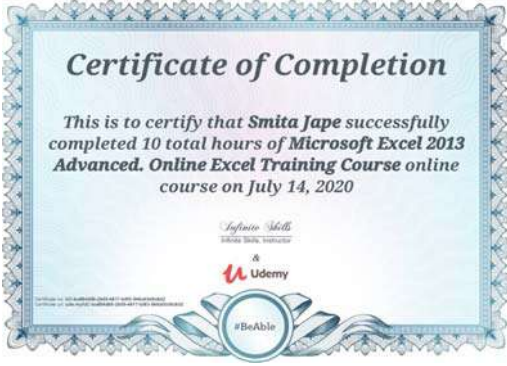 Certificate of Completion
This is to certify that Smita Jape successfully
completed 10 total hours of Microsoft Excel 2013
Advanced. Online Excel Training Course online
course on July 14, 2020
Infinite Skills
Infinite Skills, Instructor
&
Udemy
#BeAble